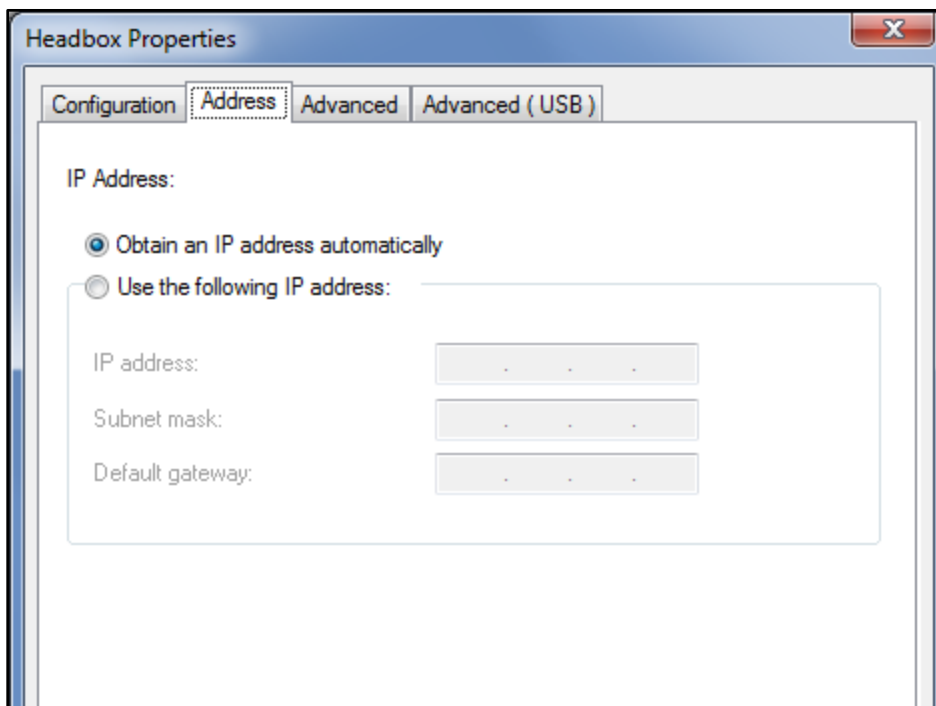 Headbox Properties
Configuration Address Advanced Advanced ( USB )
IP Address:
Obtain an IP address automatically
Use the following IP address:
IP address: . . .
Subnet mask: . . .
Default gateway: . . .